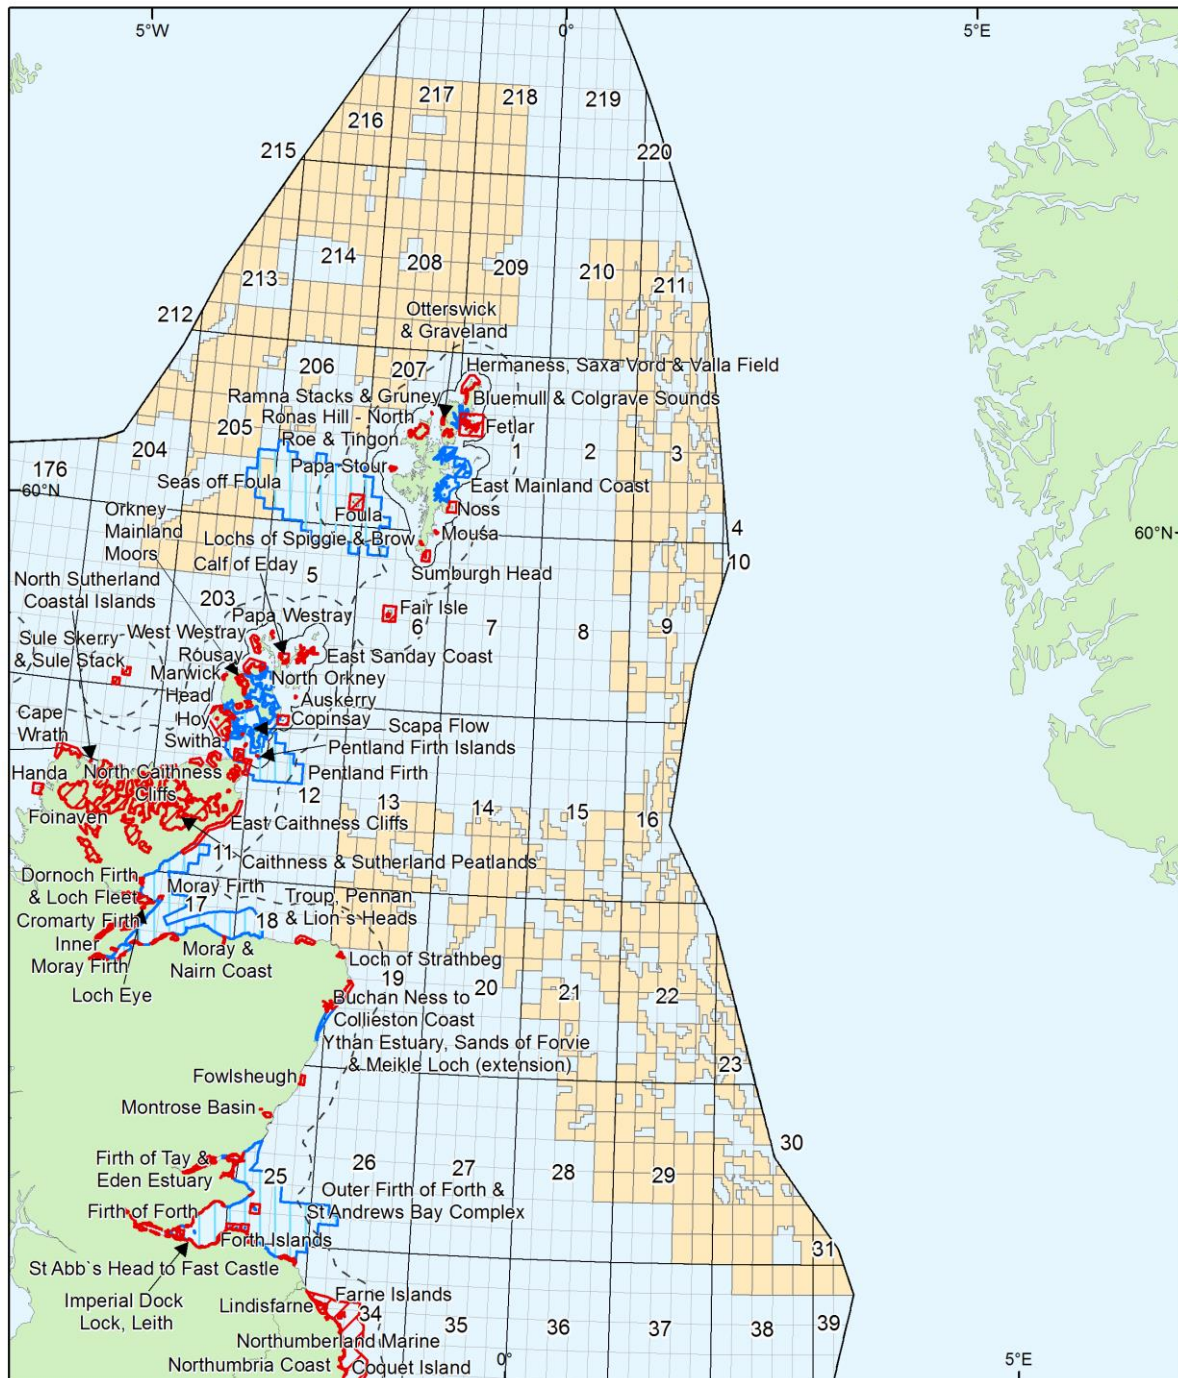 5°W
0°
5°E
217
218
219
216
215
220
214
208
209
210
213
211
212
Otterswick
& Graveland
206
207
Hermaness, Saxa Vord & Valla Field
Ramna Stacks & Gruney
Bluemull & Colgrave Sounds
Ronas Hill - North
Roe & Tingon
205
Fetlar
204
1
2
3
176
Papa Stour
60°N
Seas off Foula
East Mainland Coast
Orkney
Mainland
Moors
Foula
Noss
Lochs of Spiggie & Brow
Mousa
4
60°N
Calf of Eday
5
Sumburgh Head
10
North Sutherland
Coastal Islands
203
Papa Westray
Fair Isle
6
7
8
9
Sule Skerry
& Sule Stack
West Westray
Rousay
East Sanday Coast
Marwick
Head
North Orkney
Auskerry
Cape
Wrath
Hoy
Copinsay
Scapa Flow
Switha
Pentland Firth Islands
Handa
North Caithness
Cliffs
Pentland Firth
12
13
14
15
16
Foinaven
East Caithness Cliffs
11
Caithness & Sutherland Peatlands
Dornoch Firth
& Loch Fleet
Moray Firth
17
Troup, Pennan
& Lion s Heads
Cromarty Firth
18
Inner
Moray Firth
Moray &
Nairn Coast
Loch of Strathbeg
Loch Eye
19
20
21
22
Buchan Ness to
Collieston Coast
Ythan Estuary, Sands of Forvie
& Meikle Loch (extension)
23
Fowlsheugh
Montrose Basin
30
Firth of Tay &
Eden Estuary
25
26
27
28
29
Outer Firth of Forth &
St Andrews Bay Complex
Firth of Forth
Forth Islands
31
St Abb`s Head to Fast Castle
Imperial Dock
Lock, Leith
Farne Islands
Lindisfarne
34
35
36
37
38
39
Northumberland Marine
Northumbria Coast
Coquet Island
0°
5°E